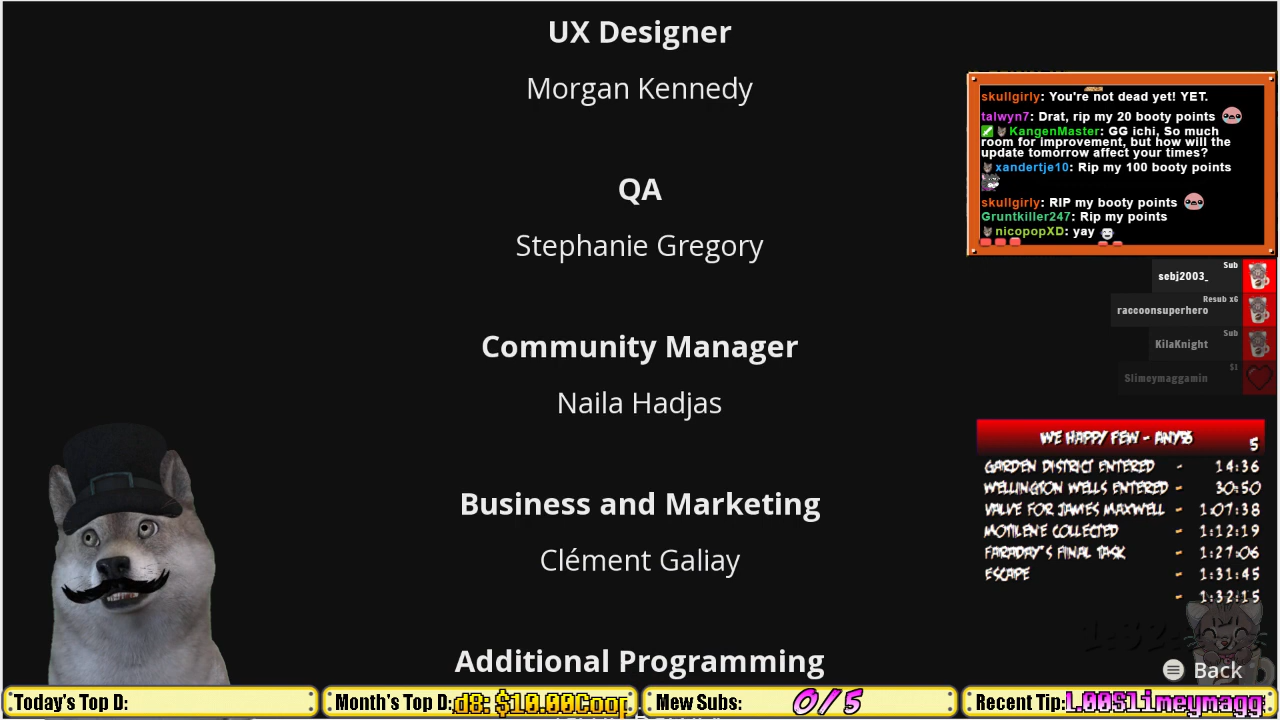 UX Designer
Morgan Kennedy
QA
Stephanie Gregory
Community Manager
Naila Hadjas
Business and Marketing
Clément Galiay
Additional Programming
skullgirly: You're not dead yet! YET.
talwyn7: Drat, rip my 20 booty points
KangenMaster: GG ichi, So much
room for improvement, but how will the
update tomorrow affect your times?
xandertje10: Rip my 100 booty points
skullgirly: RIP my booty points
Gruntkiller247: Rip my points
nicopopXD: yay
Sub
sebj2003_
Resub x6
raccoonsuperhero
Sub
KilaKnight
$1
Slimeymaggamin
WE HAPPY FEW - ANY% 5
GARDEN DISTRICT ENTERED - 14:36
WELLINGTON WELLS ENTERED - 30:50
VALVE FOR JAMES MAXWELL - 1:07:38
MOTILENE COLLECTED - 1:12:19
FARADAY'S FINAL TASK - 1:27:06
ESCAPE - 1:31:45
- 1:32:15
Back
Today's Top D:
Month's Top D: d8: $10.00Coop
Mew Subs: 0/5
Recent Tip: 1.00Slimeymagg